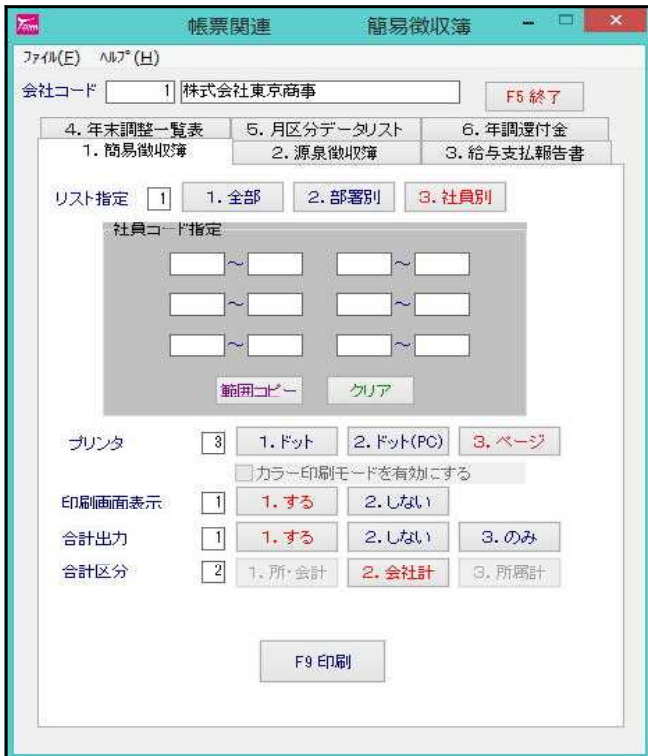 帳票関連 簡易徴収簿
ﾌｧｲﾙ(F) ﾍﾙﾌﾟ(H)
会社コード 1 株式会社東京商事 F5 終了
4. 年末調整一覧表 5. 月区分データリスト 6. 年調還付金
1. 簡易徴収簿 2. 源泉徴収簿 3. 給与支払報告書
リスト指定 1 1. 全部 2. 部署別 3. 社員別
社員コード指定
～ ～
～ ～
～ ～
範囲コピー クリア
プリンタ 3 1. ドット 2. ドット(PC) 3. ページ
カラー印刷モードを有効にする
印刷画面表示 1 1. する 2. しない
合計出力 1 1. する 2. しない 3. のみ
合計区分 2 1. 所・会計 2. 会社計 3. 所属計
F9 印刷